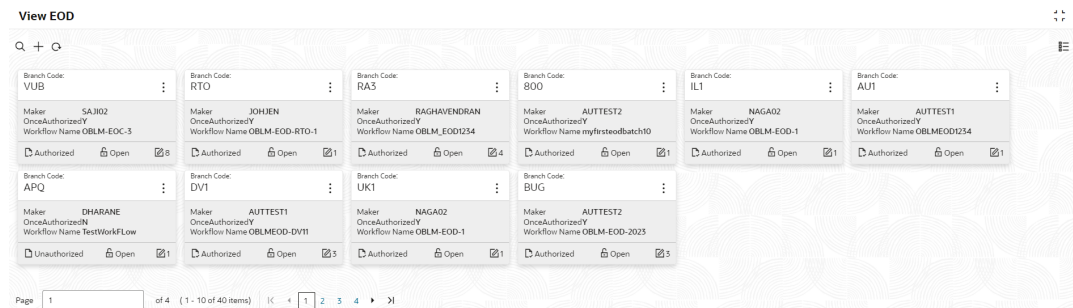 View EOD
Branch Code: Branch Code: Branch Code: Branch Code: Branch Code: Branch Code:
VUB RTO RA3 800 IL1 AU1
Maker SAJI02 Maker JOHJEN Maker RAGHAVENDRAN Maker AUTTEST2 Maker NAGA02 Maker AUTTEST1
OnceAuthorizedY OnceAuthorizedY OnceAuthorizedY OnceAuthorizedY OnceAuthorizedY OnceAuthorizedY
Workflow Name OBLM-EOC-3 Workflow Name OBLM-EOD-RTO-1 Workflow Name OBLM_EOD1234 Workflow Name myfirsteodbatch10 Workflow Name OBLM-EOD-1 Workflow Name OBLMEOD1234
Authorized Open 8 Authorized Open 1 Authorized Open 4 Authorized Open 1 Authorized Open 1 Authorized Open 1
Branch Code: Branch Code: Branch Code: Branch Code:
APQ DV1 UK1 BUG
Maker DHARANE Maker AUTTEST1 Maker NAGA02 Maker AUTTEST2
OnceAuthorizedN OnceAuthorizedY OnceAuthorizedY OnceAuthorizedY
Workflow Name TestWorkFLow Workflow Name OBLMEOD-DV11 Workflow Name OBLM-EOD-1 Workflow Name OBLM-EOD-2023
Unauthorized Open 1 Authorized Open 3 Authorized Open 1 Authorized Open 3
Page 1 of 4 (1 - 10 of 40 items) 1 2 3 4